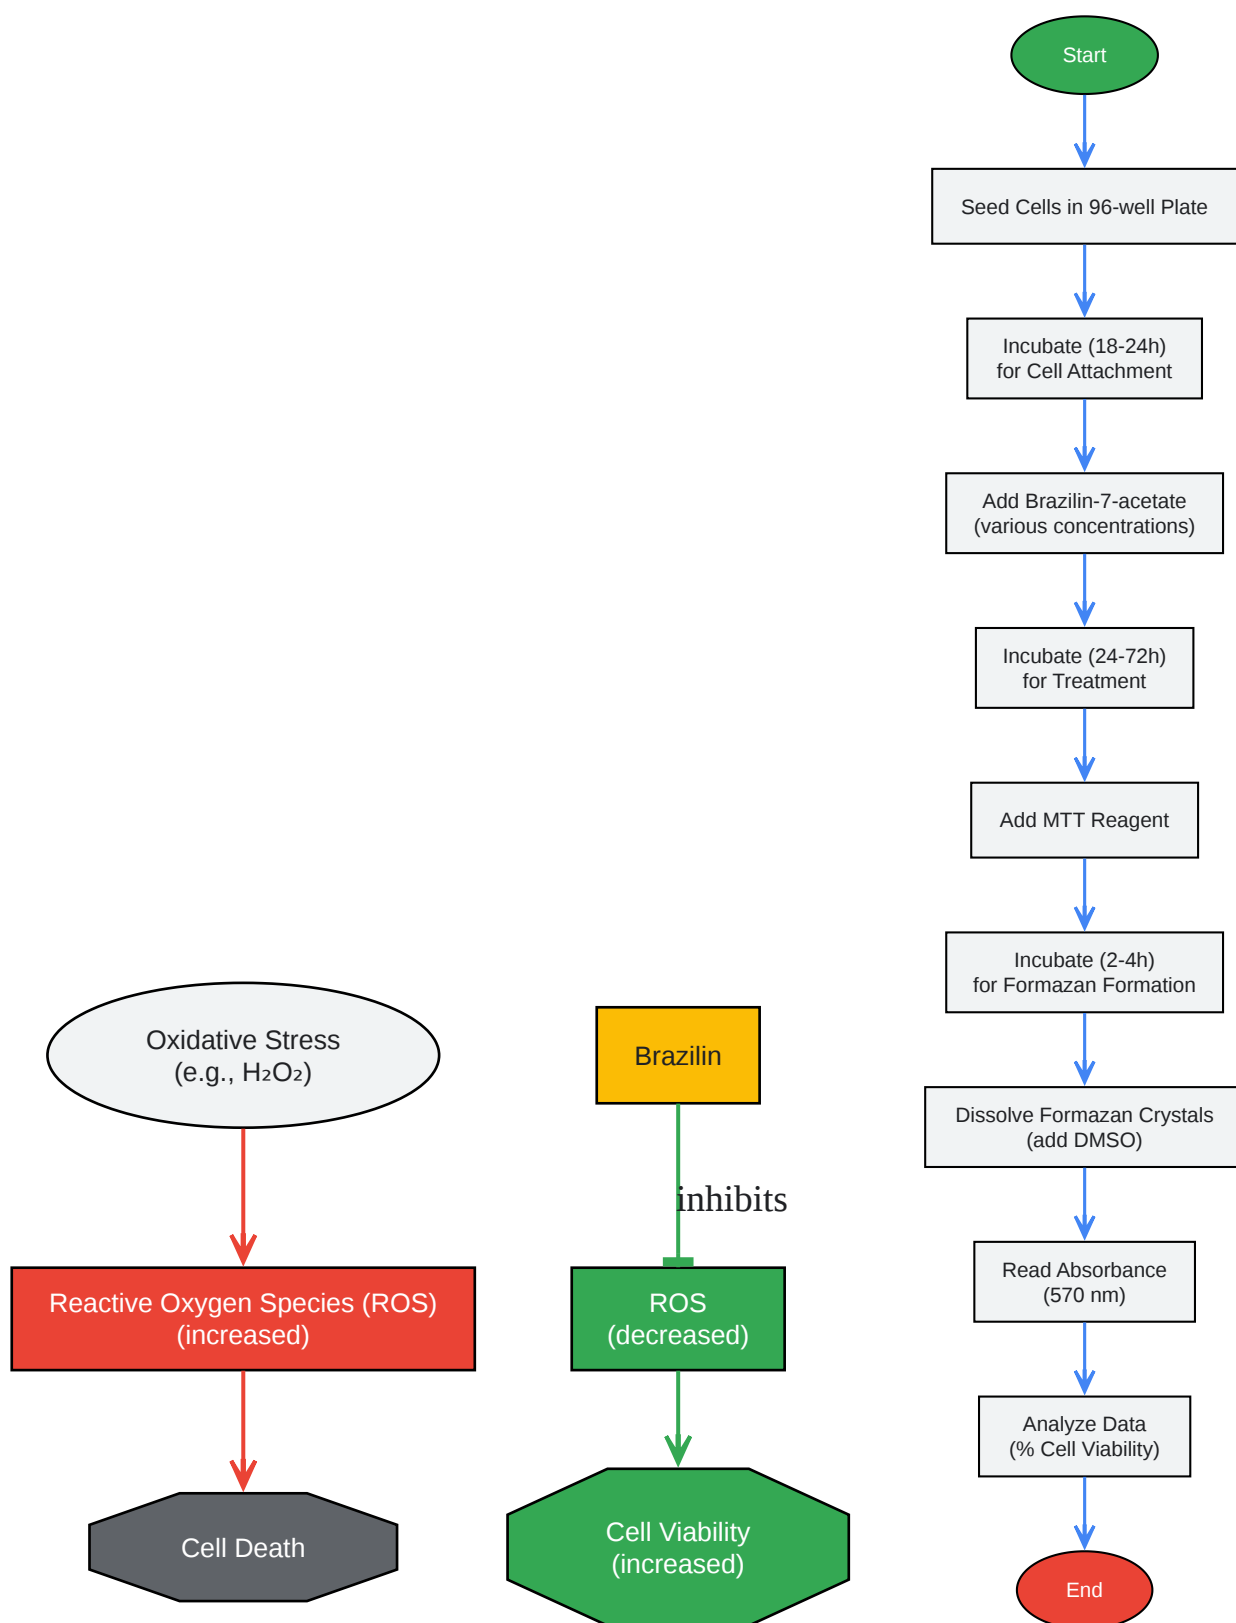 Start
Seed Cells in 96-well Plate
Incubate (18-24h)
for Cell Attachment
Add Brazilin-7-acetate
(various concentrations)
Incubate (24-72h)
for Treatment
Add MTT Reagent
Incubate (2-4h)
for Formazan Formation
Dissolve Formazan Crystals
(add DMSO)
Read Absorbance
(570 nm)
Analyze Data
(% Cell Viability)
End
Oxidative Stress
(e.g., H₂O₂)
Reactive Oxygen Species (ROS)
(increased)
Cell Death
Brazilin
inhibits
ROS
(decreased)
Cell Viability
(increased)